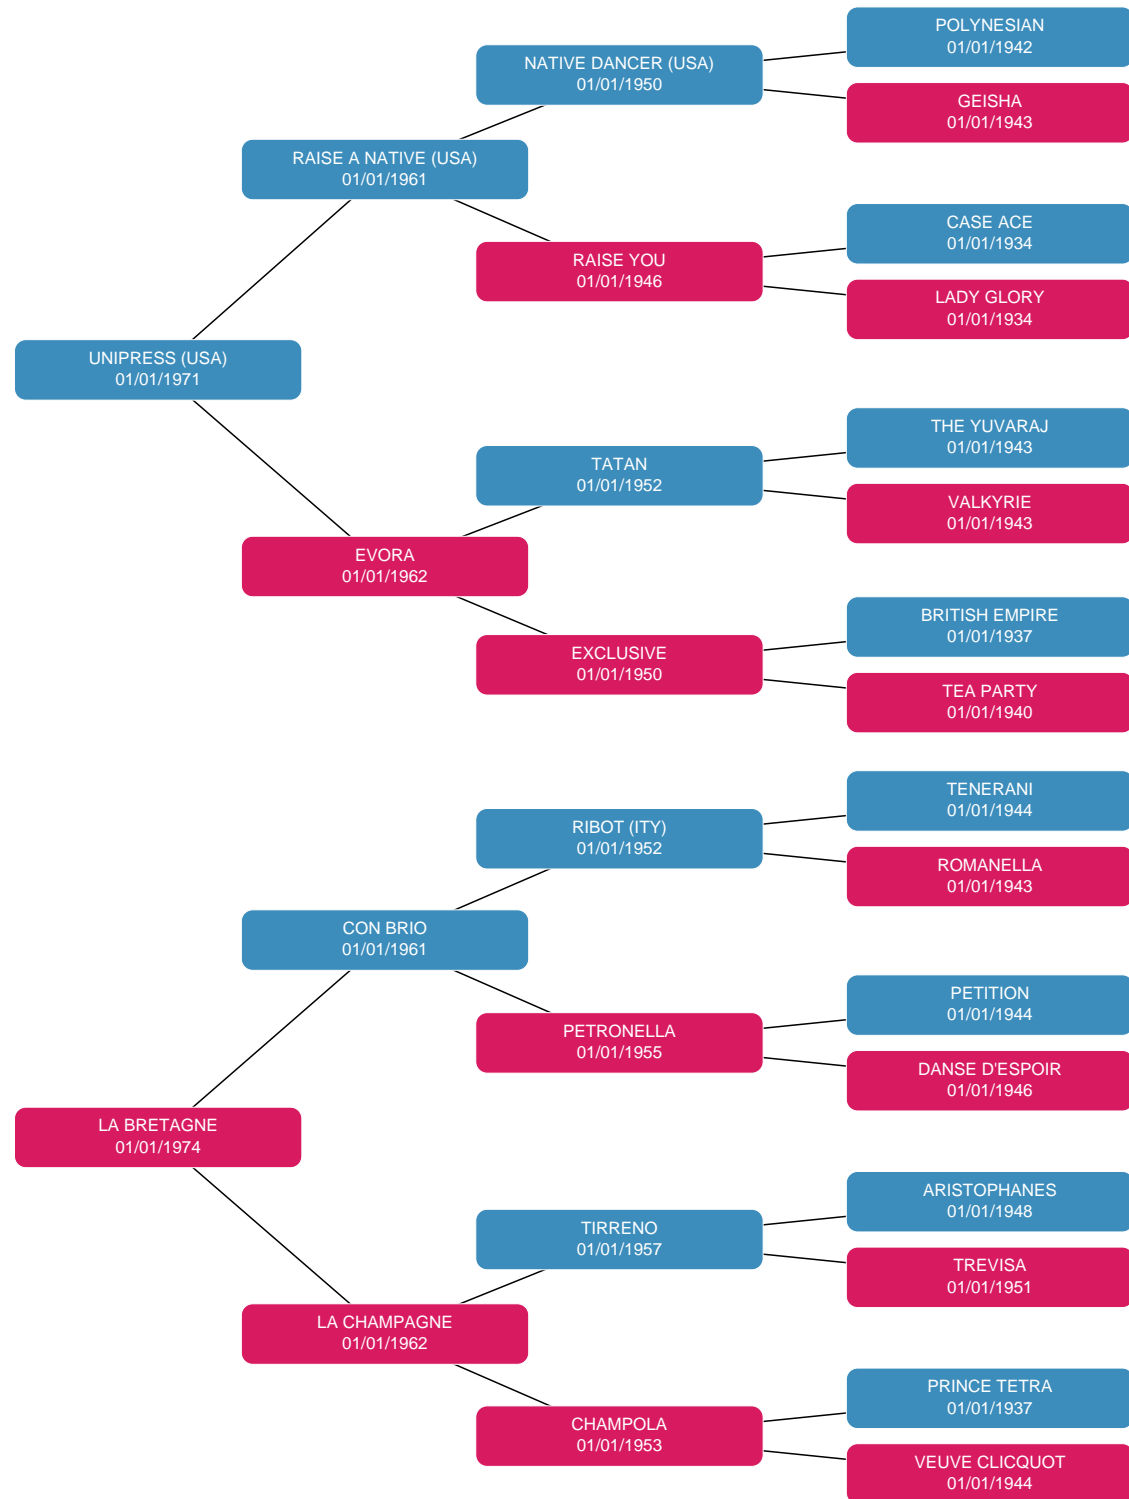 POLYNESIAN
01/01/1942
NATIVE DANCER (USA)
01/01/1950
GEISHA
01/01/1943
RAISE A NATIVE (USA)
01/01/1961
CASE ACE
01/01/1934
RAISE YOU
01/01/1946
LADY GLORY
01/01/1934
UNIPRESS (USA)
01/01/1971
THE YUVARAJ
01/01/1943
TATAN
01/01/1952
VALKYRIE
01/01/1943
EVORA
01/01/1962
BRITISH EMPIRE
01/01/1937
EXCLUSIVE
01/01/1950
TEA PARTY
01/01/1940
TENERANI
01/01/1944
RIBOT (ITY)
01/01/1952
ROMANELLA
01/01/1943
CON BRIO
01/01/1961
PETITION
01/01/1944
PETRONELLA
01/01/1955
DANSE D'ESPOIR
01/01/1946
LA BRETAGNE
01/01/1974
ARISTOPHANES
01/01/1948
TIRRENO
01/01/1957
TREVISA
01/01/1951
LA CHAMPAGNE
01/01/1962
PRINCE TETRA
01/01/1937
CHAMPOLA
01/01/1953
VEUVE CLICQUOT
01/01/1944